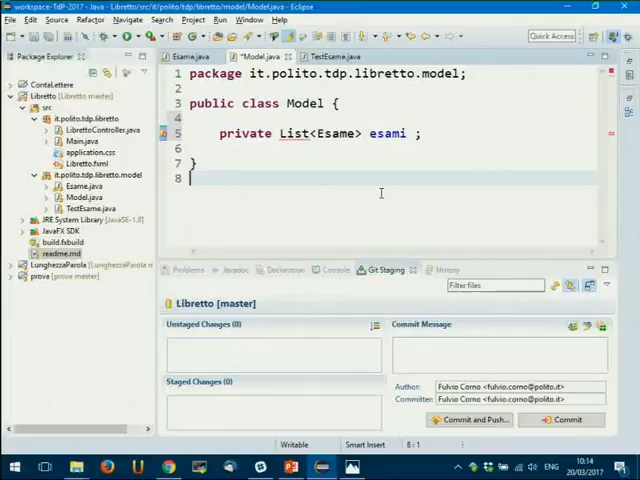 workspace-TdP-2017 - Java - Libretto/src/it/polito/tdp/libretto/model/Model.java - Eclipse
File Edit Source Refactor Navigate Search Project Run Window Help
Quick Access
Package Explorer
ContaLettere
Libretto [Libretto master]
src
it.polito.tdp.libretto
LibrettoController.java
Main.java
application.css
Libretto.fxml
it.polito.tdp.libretto.model
Esame.java
Model.java
TestEsame.java
JRE System Library [JavaSE-1.8]
JavaFX SDK
build.fxbuild
readme.md
LunghezzaParola [LunghezzaParola m
prova [prova master]
Esame.java
*Model.java
TestEsame.java
1 package it.polito.tdp.libretto.model;
2
3 public class Model {
4
5 private List<Esame> esami ;
6
7 }
8
Problems Javadoc Declaration Console Git Staging History
Filter files
Libretto [master]
Unstaged Changes (0)
Staged Changes (0)
Commit Message
Author: Fulvio Corno <fulvio.corno@polito.it>
Committer: Fulvio Corno <fulvio.corno@polito.it>
Commit and Push...
Commit
Writable
Smart Insert
8 : 1
ENG
10:14
20/03/2017